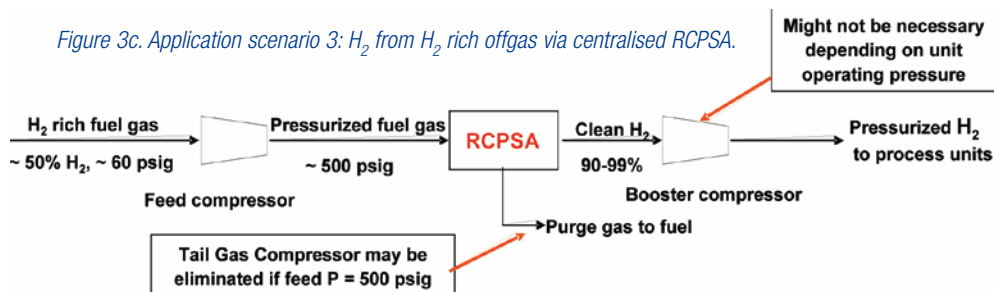 Figure 3c. Application scenario 3: H2 from H2 rich offgas via centralised RCPSA.
Might not be necessary
depending on unit
operating pressure
H2 rich fuel gas
~ 50% H2, ~ 60 psig
Feed compressor
Pressurized fuel gas
~ 500 psig
RCPSA
Clean H2
90-99%
Booster compressor
Pressurized H2
to process units
Purge gas to fuel
Tail Gas Compressor may be
eliminated if feed P = 500 psig